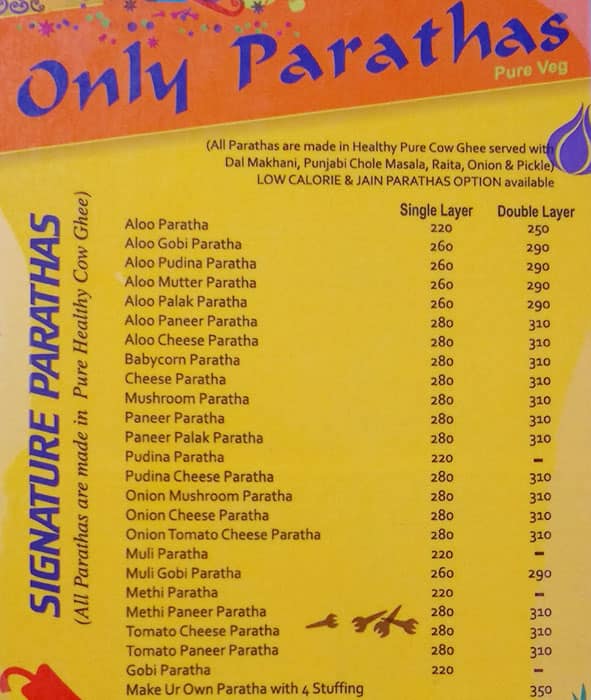 Only Parathas
Pure Veg
(All Parathas are made in Healthy Pure Cow Ghee served with
Dal Makhani, Punjabi Chole Masala, Raita, Onion & Pickle)
LOW CALORIE & JAIN PARATHAS OPTION available
SIGNATURE PARATHAS
(All Parathas are made in Pure Healthy Cow Ghee)
Single Layer Double Layer
Aloo Paratha 220 250
Aloo Gobi Paratha 260 290
Aloo Pudina Paratha 260 290
Aloo Mutter Paratha 260 290
Aloo Palak Paratha 260 290
Aloo Paneer Paratha 280 310
Aloo Cheese Paratha 280 310
Babycorn Paratha 280 310
Cheese Paratha 280 310
Mushroom Paratha 280 310
Paneer Paratha 280 310
Paneer Palak Paratha 280 310
Pudina Paratha 220 -
Pudina Cheese Paratha 280 310
Onion Mushroom Paratha 280 310
Onion Cheese Paratha 280 310
Onion Tomato Cheese Paratha 280 310
Muli Paratha 220 -
Muli Gobi Paratha 260 290
Methi Paratha 220 -
Methi Paneer Paratha 280 310
Tomato Cheese Paratha 280 310
Tomato Paneer Paratha 280 310
Gobi Paratha 220 -
Make Ur Own Paratha with 4 Stuffing 350